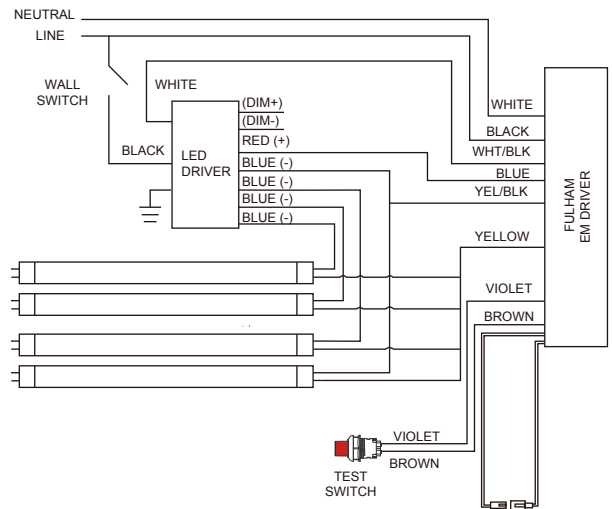 NEUTRAL
LINE
WALL
SWITCH
WHITE
BLACK
LED
DRIVER
(DIM+)
(DIM-)
RED (+)
BLUE (-)
BLUE (-)
BLUE (-)
BLUE (-)
WHITE
BLACK
WHT/BLK
BLUE
YEL/BLK
YELLOW
VIOLET
BROWN
FULHAM
EM DRIVER
VIOLET
BROWN
TEST
SWITCH